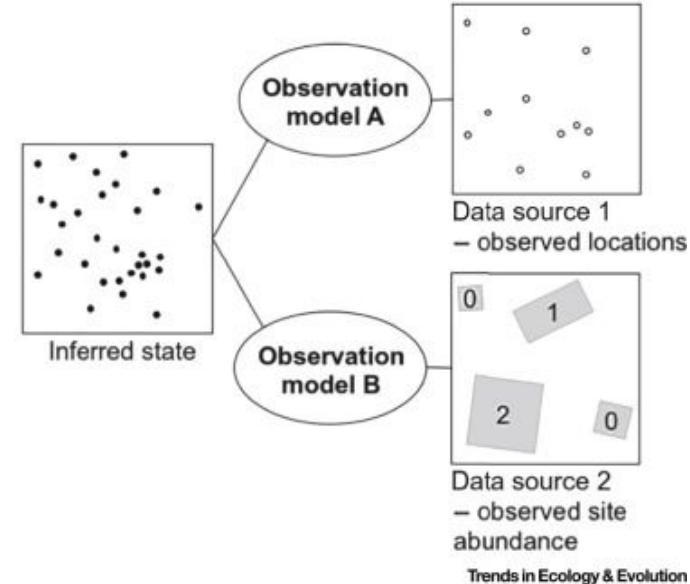 Observation
model A
Data source 1
– observed locations
Inferred state
Observation
model B
0
1
2
0
Data source 2
– observed site
abundance
Trends in Ecology & Evolution